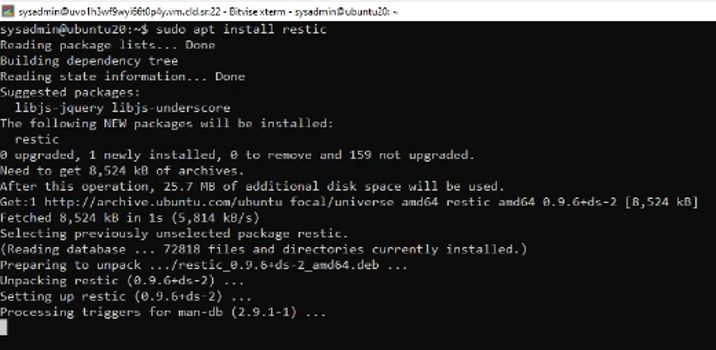 sysadmin@uvo1h3wf9wyi66t0p4y.vm.cld.sr:22 - Bitvise xterm - sysadmin@ubuntu20: ~
sysadmin@ubuntu20:~$ sudo apt install restic
Reading package lists... Done
Building dependency tree
Reading state information... Done
Suggested packages:
libjs-jquery libjs-underscore
The following NEW packages will be installed:
restic
0 upgraded, 1 newly installed, 0 to remove and 159 not upgraded.
Need to get 8,524 kB of archives.
After this operation, 25.7 MB of additional disk space will be used.
Get:1 http://archive.ubuntu.com/ubuntu focal/universe amd64 restic amd64 0.9.6+ds-2 [8,524 kB]
Fetched 8,524 kB in 1s (5,814 kB/s)
Selecting previously unselected package restic.
(Reading database ... 72818 files and directories currently installed.)
Preparing to unpack .../restic_0.9.6+ds-2_amd64.deb ...
Unpacking restic (0.9.6+ds-2) ...
Setting up restic (0.9.6+ds-2) ...
Processing triggers for man-db (2.9.1-1) ...